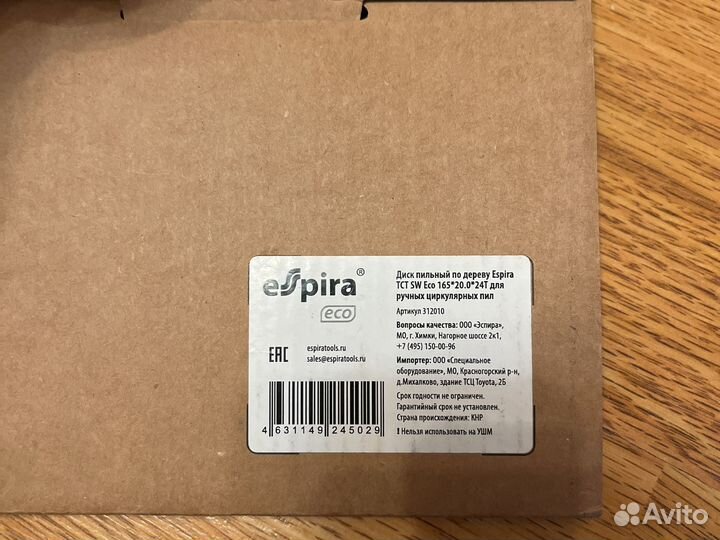 eSpira®
eco
espiratools.ru
sales@espiratools.ru
EAC
4 631149 245029
Диск пильный по дереву Espira
TCT SW Eco 165*20.0*24T для
ручных циркулярных пил
Артикул 312010
Вопросы качества: ООО «Эспира»,
МО, г. Химки, Нагорное шоссе 2к1,
+7 (495) 150-00-96
Импортер: ООО «Специальное
оборудование», МО, Красногорский р-н,
д.Михалково, здание ТСЦ Toyota, 2Б
Срок годности не ограничен.
Гарантийный срок не установлен.
Страна происхождения: КНР
! Нельзя использовать на УШМ
Avito